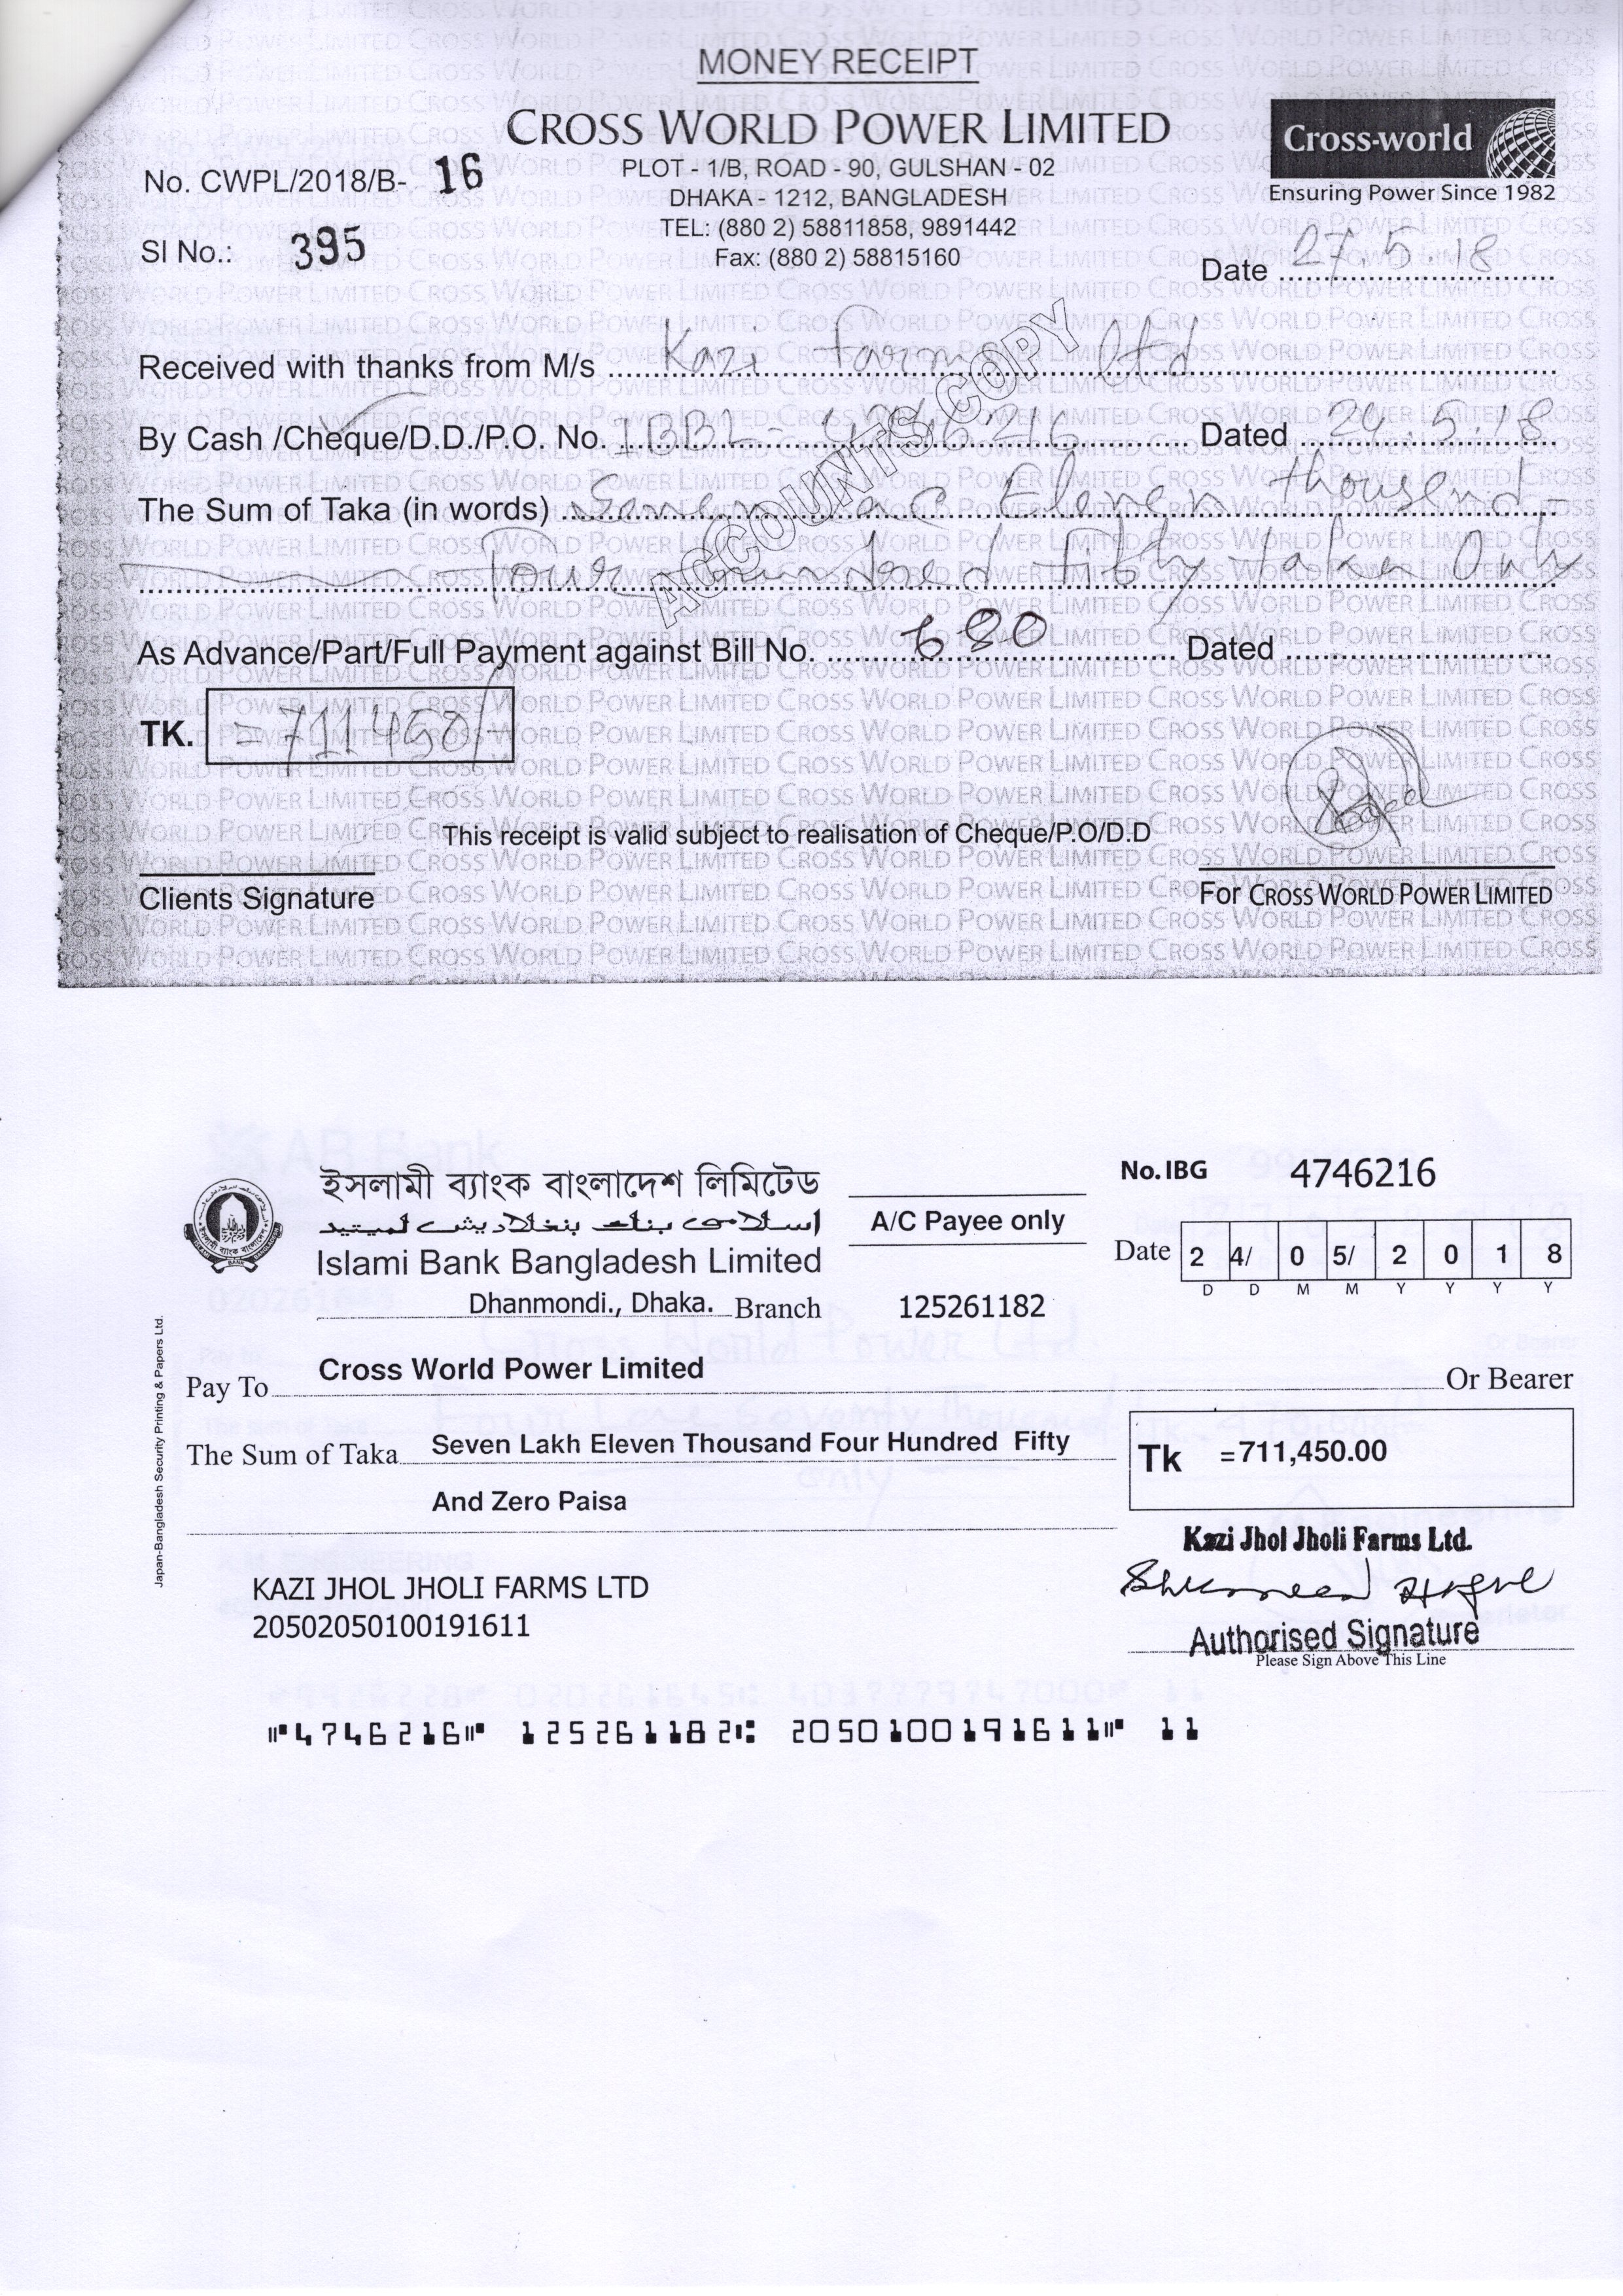 MONEY RECEIPT
CROSS WORLD POWER LIMITED
Cross-world
Ensuring Power Since 1982
No. CWPL/2018/B- 16
PLOT - 1/B, ROAD - 90, GULSHAN - 02
DHAKA - 1212, BANGLADESH
TEL: (880 2) 58811858, 9891442
Fax: (880 2) 58815160
Sl No.: 395
Date 27.5.18
Received with thanks from M/s Kazi Farms Ltd
By Cash /Cheque/D.D./P.O. No. IBBL- 4746216 Dated 24.5.18
The Sum of Taka (in words) Seven Lac Eleven thousend-
Four hundred fifty taka only
ACCOUNTS COPY
As Advance/Part/Full Payment against Bill No. 680 Dated
TK. =711450/-
This receipt is valid subject to realisation of Cheque/P.O/D.D
Clients Signature
For CROSS WORLD POWER LIMITED
ইসলামী ব্যাংক বাংলাদেশ লিমিটেড
اسلامی بنك بنغلاديش لميتيد
Islami Bank Bangladesh Limited
Dhanmondi., Dhaka. Branch
A/C Payee only
125261182
No. IBG 4746216
Date 2 4/ 0 5/ 2 0 1 8
D D M M Y Y Y Y
Pay To Cross World Power Limited Or Bearer
The Sum of Taka Seven Lakh Eleven Thousand Four Hundred Fifty
And Zero Paisa
Tk =711,450.00
Kazi Jhol Jholi Farms Ltd.
Authorised Signature
Please Sign Above This Line
KAZI JHOL JHOLI FARMS LTD
20502050100191611
Japan-Bangladesh Security Printing & Papers Ltd.
⑈4746216⑈ 125261182⑆ 2050100191611⑈ 11